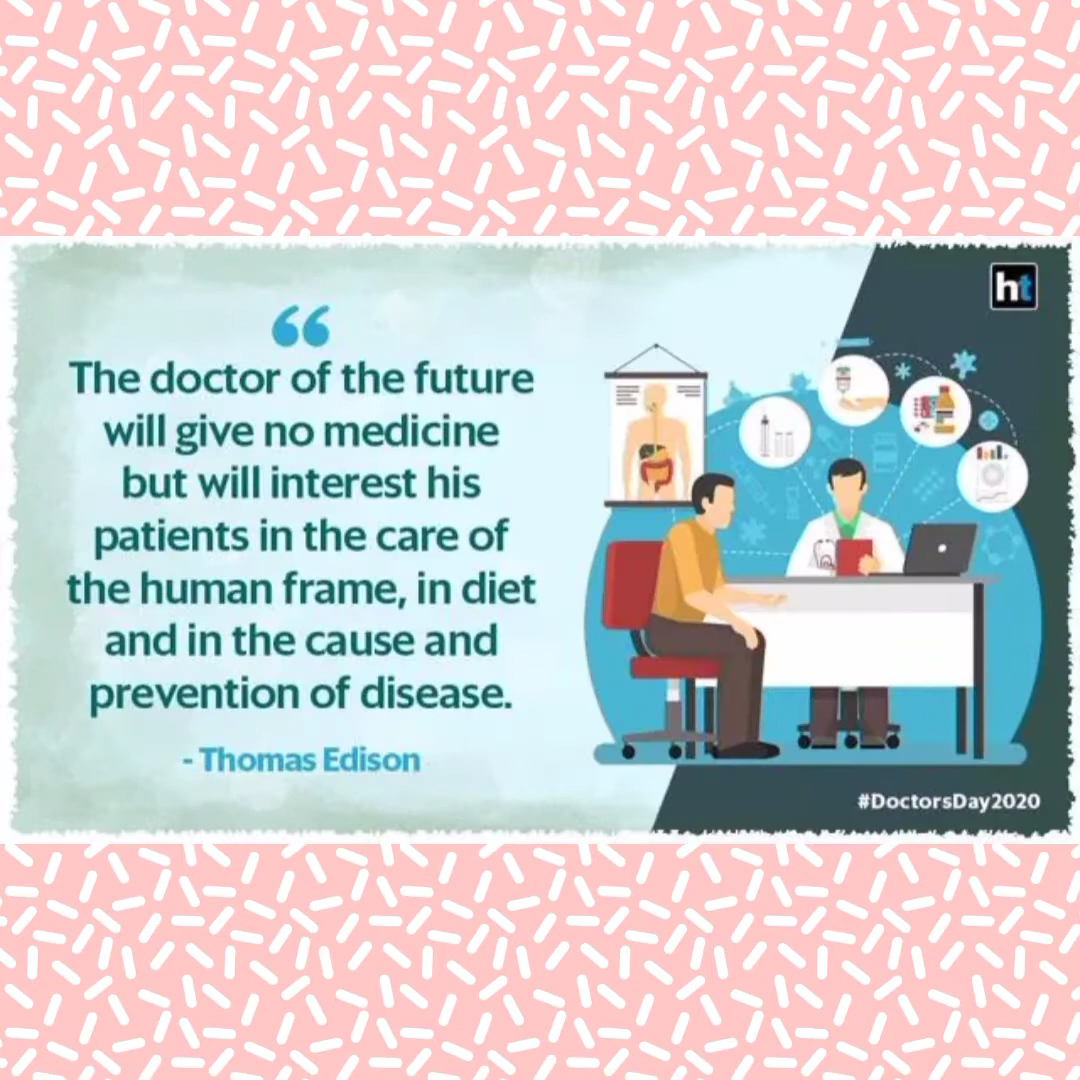 ht
“
The doctor of the future
will give no medicine
but will interest his
patients in the care of
the human frame, in diet
and in the cause and
prevention of disease.
- Thomas Edison
#DoctorsDay2020